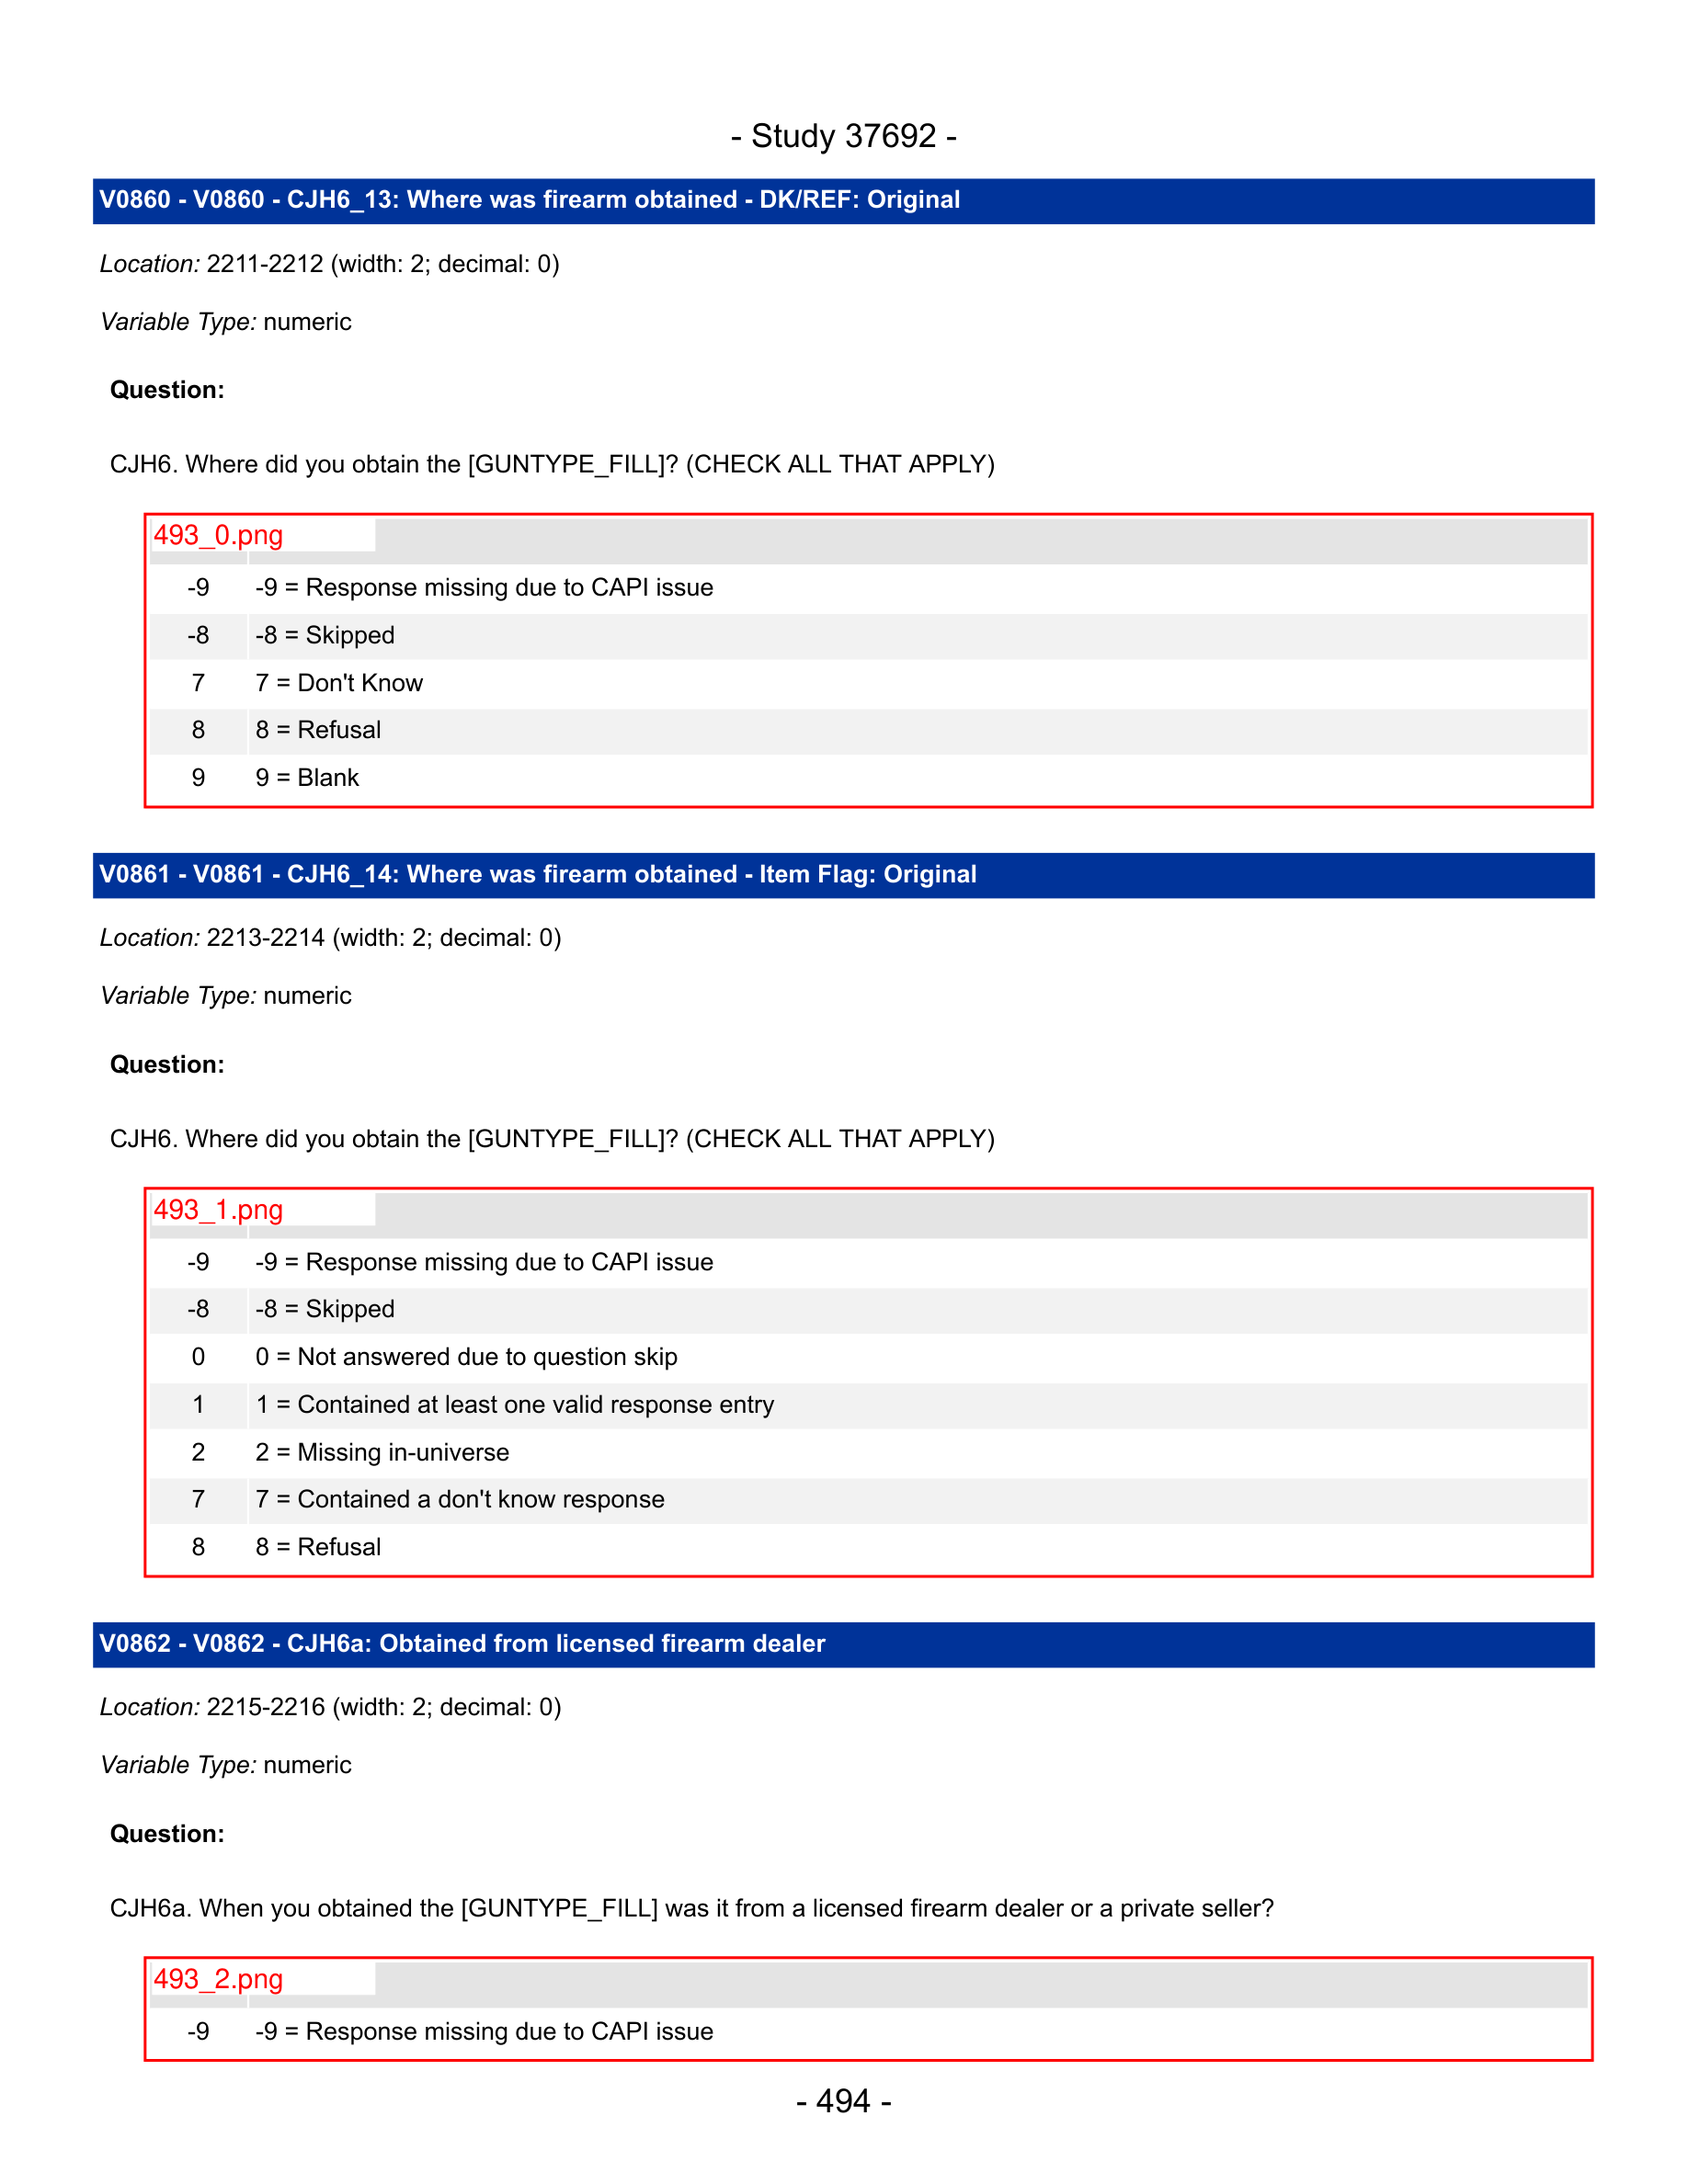 - Study 37692 -
V0860 - V0860 - CJH6_13: Where was firearm obtained - DK/REF: Original
Location: 2211-2212 (width: 2; decimal: 0)
Variable Type: numeric
Question:
CJH6. Where did you obtain the [GUNTYPE_FILL]? (CHECK ALL THAT APPLY)
493_0.png
-9 -9 = Response missing due to CAPI issue
-8 -8 = Skipped
7 7 = Don't Know
8 8 = Refusal
9 9 = Blank
V0861 - V0861 - CJH6_14: Where was firearm obtained - Item Flag: Original
Location: 2213-2214 (width: 2; decimal: 0)
Variable Type: numeric
Question:
CJH6. Where did you obtain the [GUNTYPE_FILL]? (CHECK ALL THAT APPLY)
493_1.png
-9 -9 = Response missing due to CAPI issue
-8 -8 = Skipped
0 0 = Not answered due to question skip
1 1 = Contained at least one valid response entry
2 2 = Missing in-universe
7 7 = Contained a don't know response
8 8 = Refusal
V0862 - V0862 - CJH6a: Obtained from licensed firearm dealer
Location: 2215-2216 (width: 2; decimal: 0)
Variable Type: numeric
Question:
CJH6a. When you obtained the [GUNTYPE_FILL] was it from a licensed firearm dealer or a private seller?
493_2.png
-9 -9 = Response missing due to CAPI issue
- 494 -